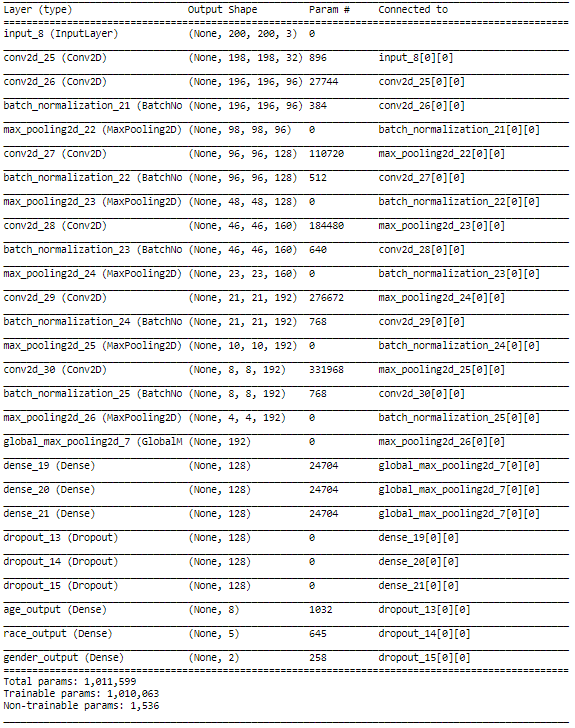 Layer (type) Output Shape Param # Connected to
input_8 (InputLayer) (None, 200, 200, 3) 0
conv2d_25 (Conv2D) (None, 198, 198, 32) 896 input_8[0][0]
conv2d_26 (Conv2D) (None, 196, 196, 96) 27744 conv2d_25[0][0]
batch_normalization_21 (BatchNo (None, 196, 196, 96) 384 conv2d_26[0][0]
max_pooling2d_22 (MaxPooling2D) (None, 98, 98, 96) 0 batch_normalization_21[0][0]
conv2d_27 (Conv2D) (None, 96, 96, 128) 110720 max_pooling2d_22[0][0]
batch_normalization_22 (BatchNo (None, 96, 96, 128) 512 conv2d_27[0][0]
max_pooling2d_23 (MaxPooling2D) (None, 48, 48, 128) 0 batch_normalization_22[0][0]
conv2d_28 (Conv2D) (None, 46, 46, 160) 184480 max_pooling2d_23[0][0]
batch_normalization_23 (BatchNo (None, 46, 46, 160) 640 conv2d_28[0][0]
max_pooling2d_24 (MaxPooling2D) (None, 23, 23, 160) 0 batch_normalization_23[0][0]
conv2d_29 (Conv2D) (None, 21, 21, 192) 276672 max_pooling2d_24[0][0]
batch_normalization_24 (BatchNo (None, 21, 21, 192) 768 conv2d_29[0][0]
max_pooling2d_25 (MaxPooling2D) (None, 10, 10, 192) 0 batch_normalization_24[0][0]
conv2d_30 (Conv2D) (None, 8, 8, 192) 331968 max_pooling2d_25[0][0]
batch_normalization_25 (BatchNo (None, 8, 8, 192) 768 conv2d_30[0][0]
max_pooling2d_26 (MaxPooling2D) (None, 4, 4, 192) 0 batch_normalization_25[0][0]
global_max_pooling2d_7 (GlobalM (None, 192) 0 max_pooling2d_26[0][0]
dense_19 (Dense) (None, 128) 24704 global_max_pooling2d_7[0][0]
dense_20 (Dense) (None, 128) 24704 global_max_pooling2d_7[0][0]
dense_21 (Dense) (None, 128) 24704 global_max_pooling2d_7[0][0]
dropout_13 (Dropout) (None, 128) 0 dense_19[0][0]
dropout_14 (Dropout) (None, 128) 0 dense_20[0][0]
dropout_15 (Dropout) (None, 128) 0 dense_21[0][0]
age_output (Dense) (None, 8) 1032 dropout_13[0][0]
race_output (Dense) (None, 5) 645 dropout_14[0][0]
gender_output (Dense) (None, 2) 258 dropout_15[0][0]
Total params: 1,011,599
Trainable params: 1,010,063
Non-trainable params: 1,536